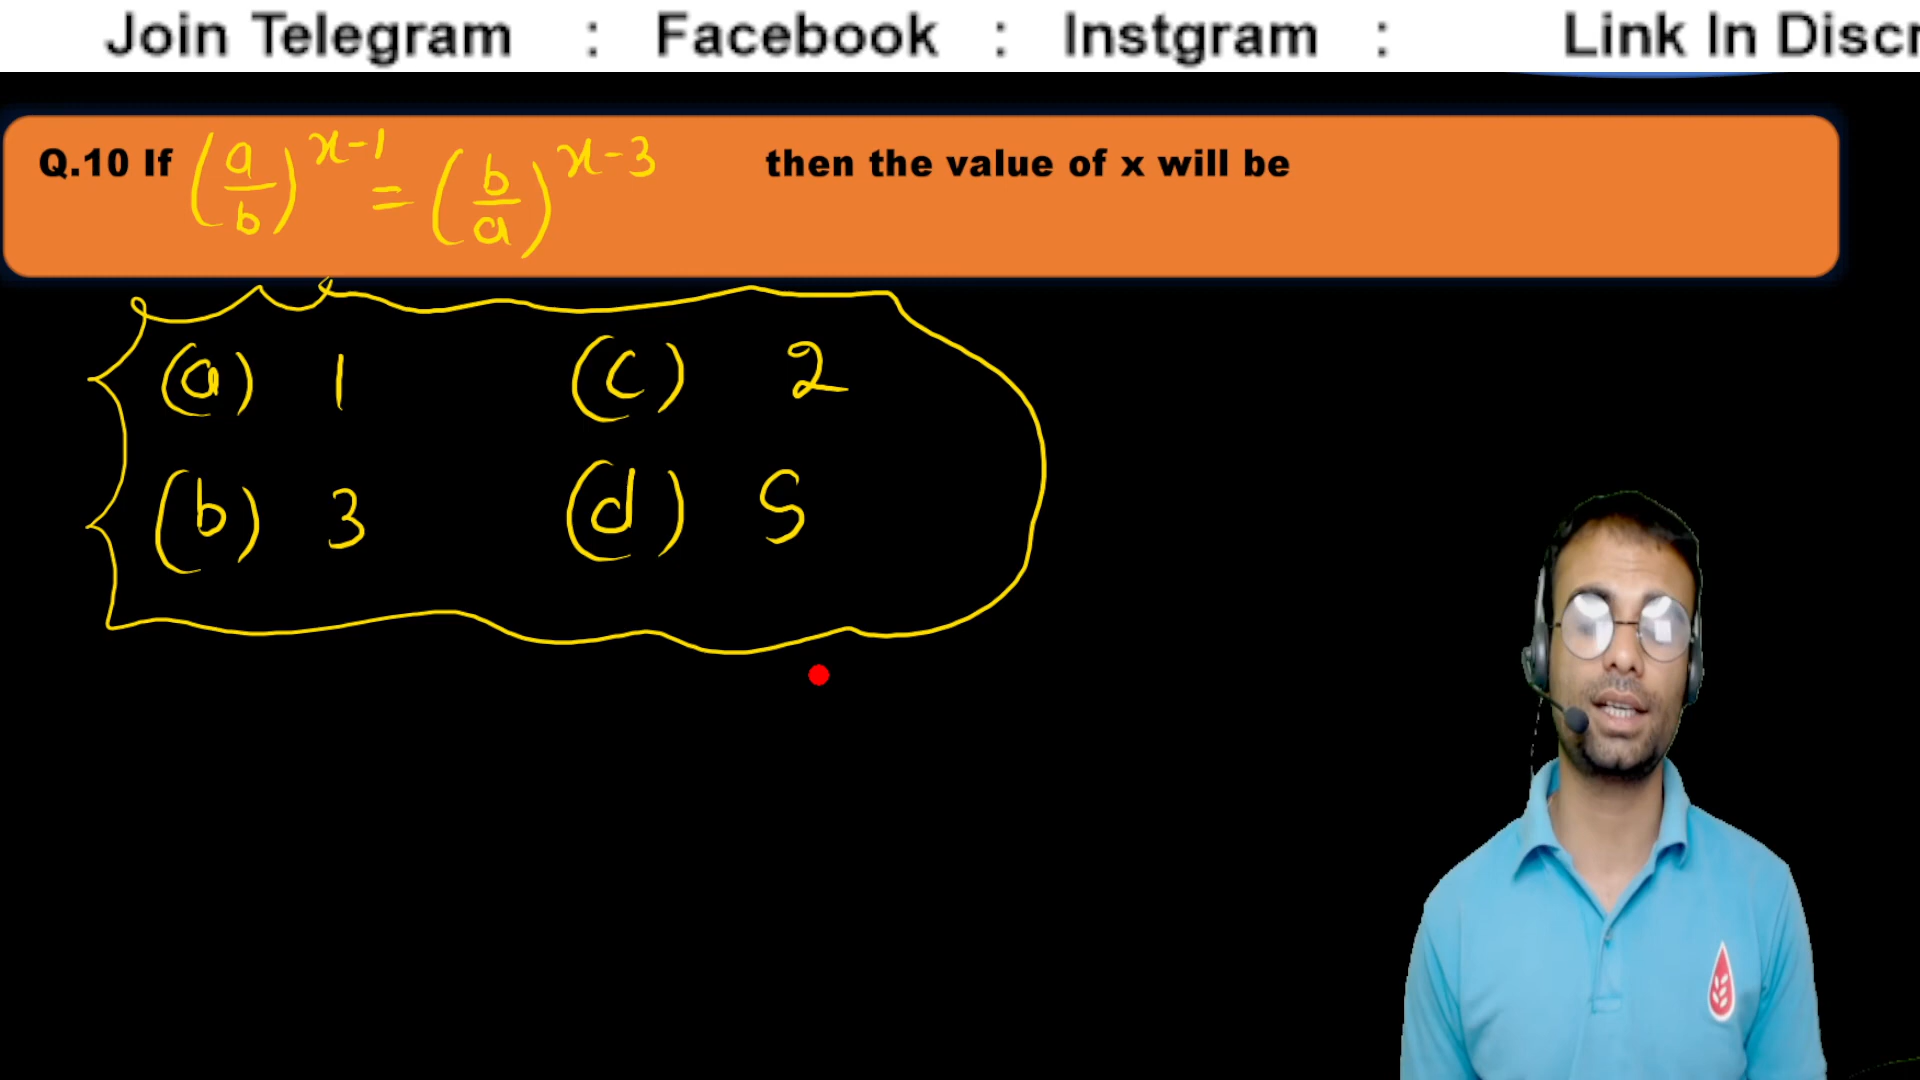 Join Telegram : Facebook : Instgram : Link In Discr
Q.10 If (a/b)^x-1 = (b/a)^x-3 then the value of x will be
(a) 1 (c) 2
(b) 3 (d) 5